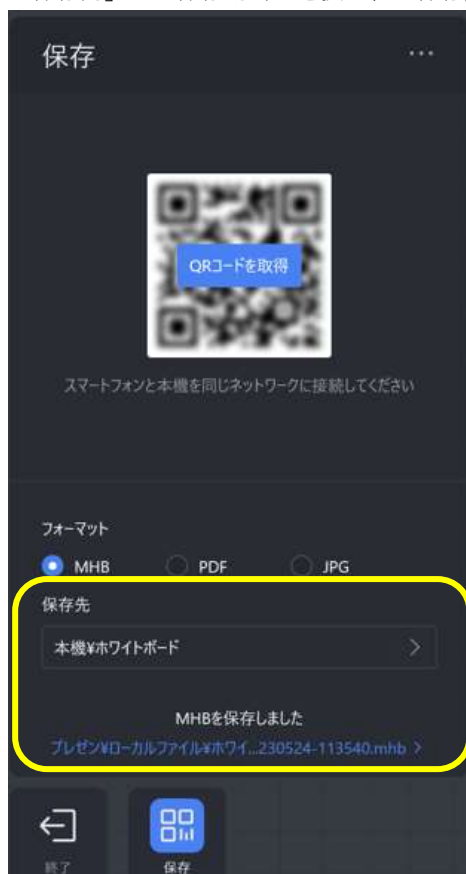 保存
...
QRコードを取得
スマートフォンと本機を同じネットワークに接続してください
フォーマット
MHB PDF JPG
保存先
本機¥ホワイトボード
MHBを保存しました
プレゼン¥ローカルファイル¥ホワイ...230524-113540.mhb
終了 保存